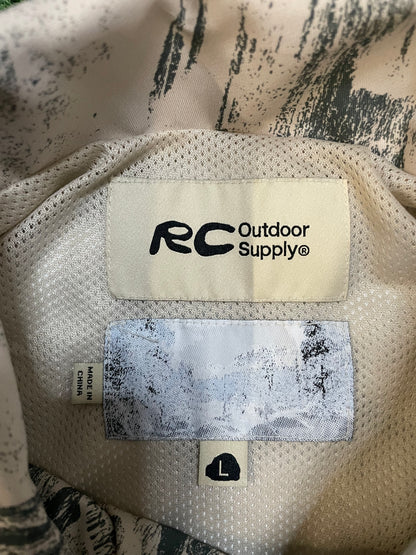 RC Outdoor
Supply®
MADE IN
CHINA
L